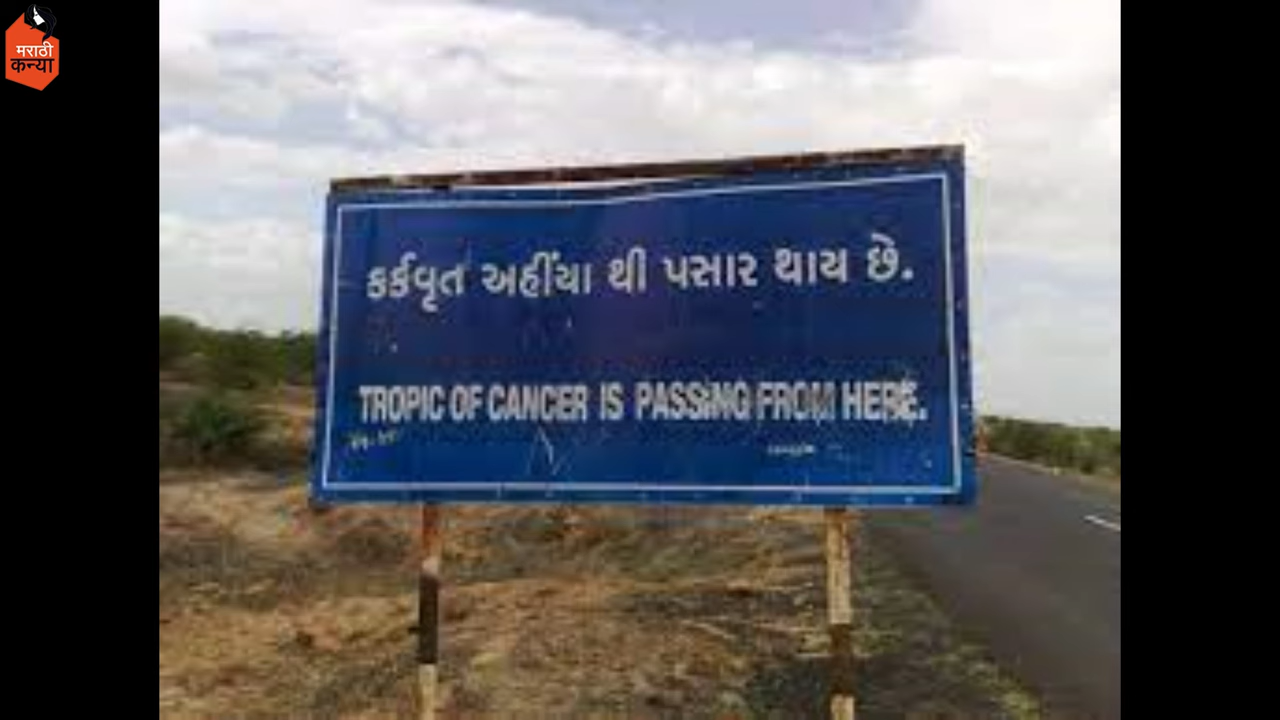 मराठी
कन्या
કર્કવૃત અહીંયા થી પસાર થાય છે.
TROPIC OF CANCER IS PASSING FROM HERE.